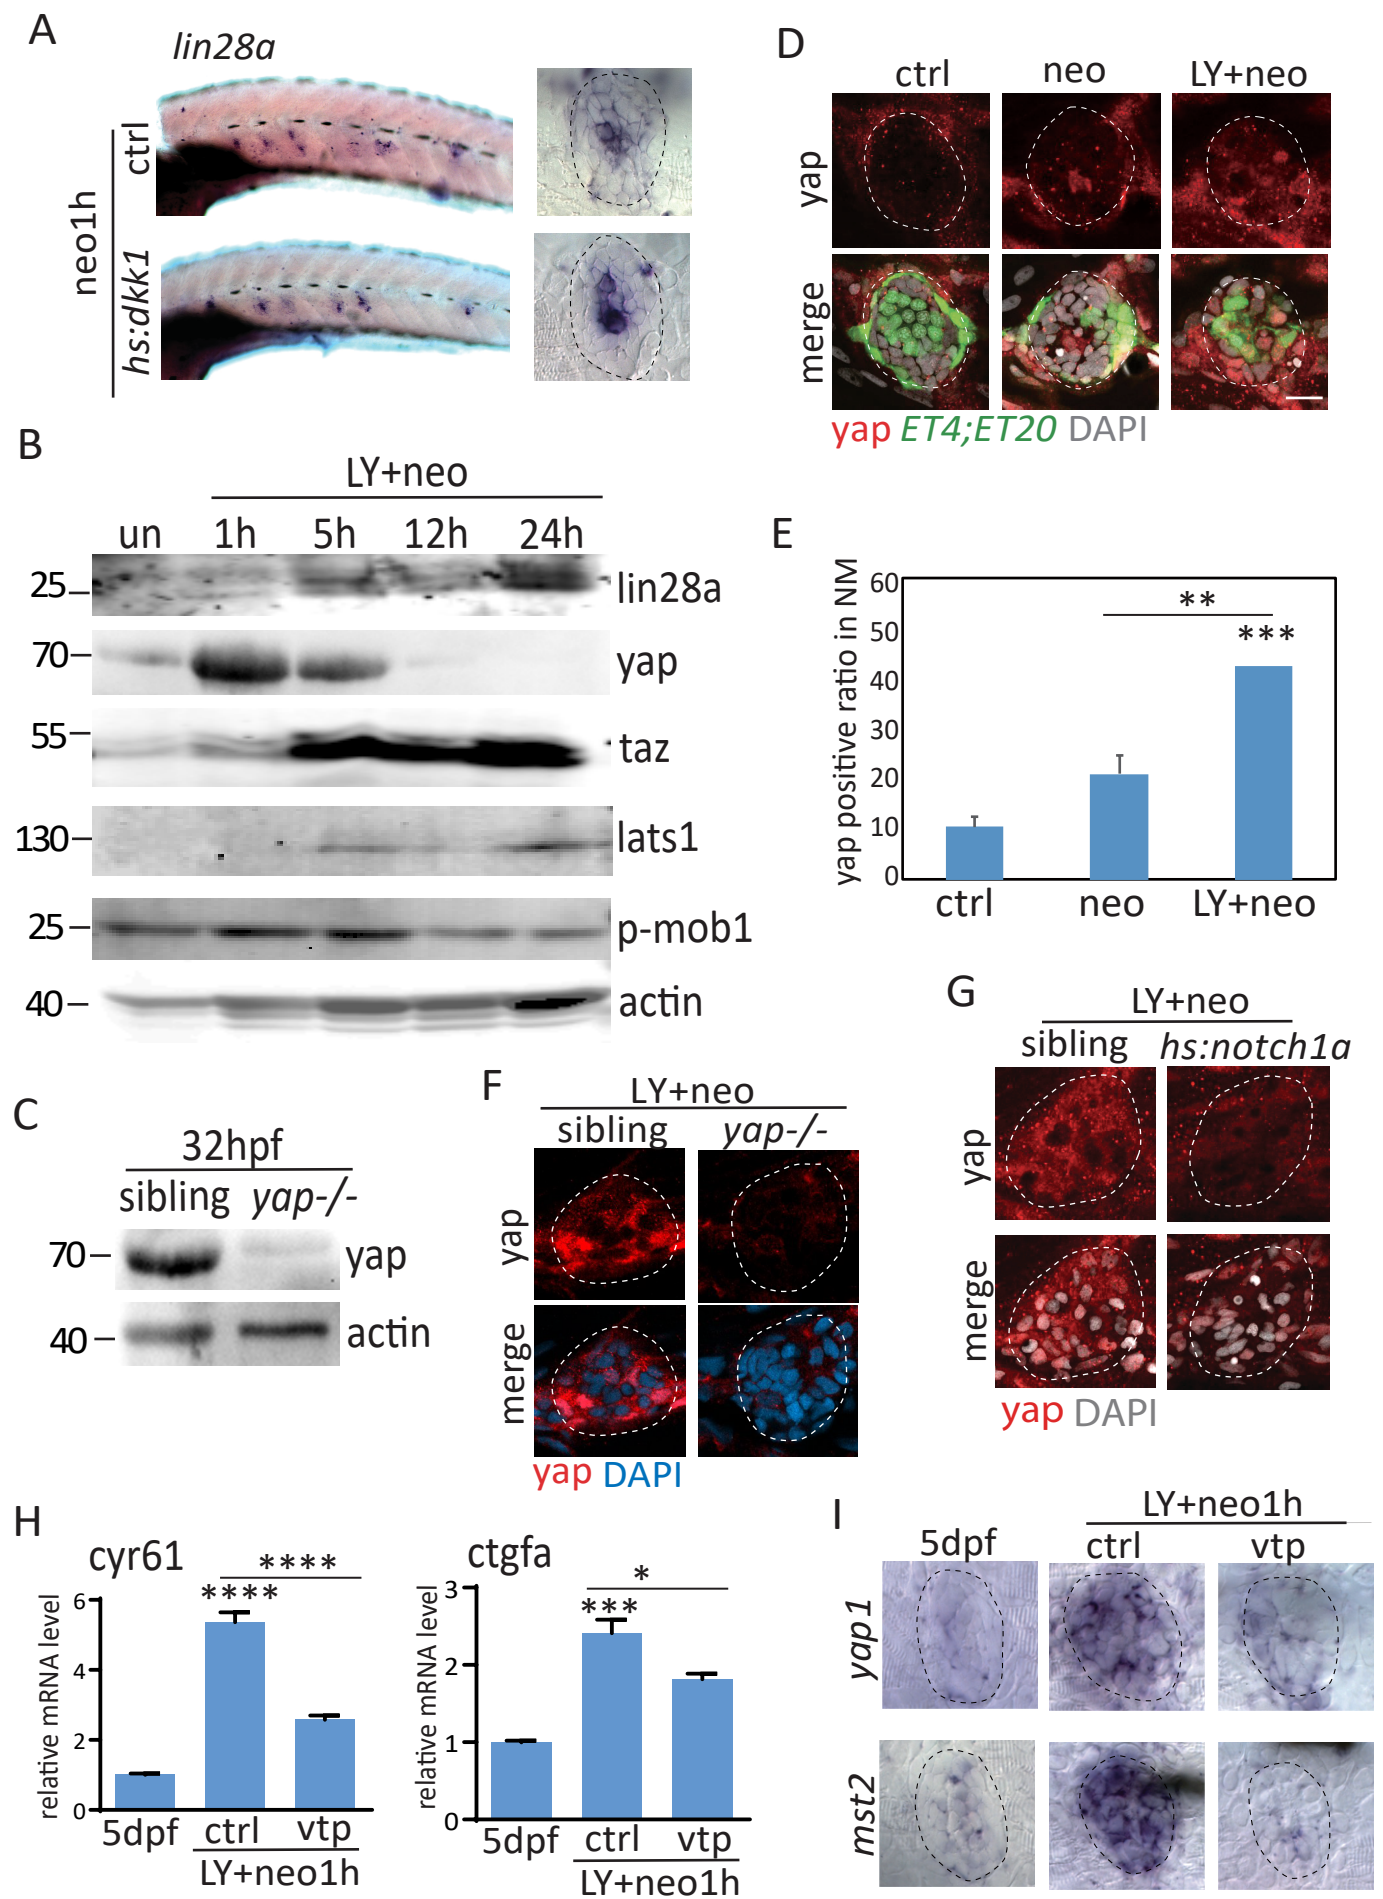 A
lin28a
neo1h
ctrl
hs:dkk1
B
LY+neo
un 1h 5h 12h 24h
25 lin28a
70 yap
55 taz
130 lats1
25 p-mob1
40 actin
C
32hpf
sibling yap-/-
70 yap
40 actin
D
ctrl neo LY+neo
yap
merge
yap ET4;ET20 DAPI
E
yap positive ratio in NM
60
50
40
30
20
10
0
**
***
ctrl neo LY+neo
F
LY+neo
sibling yap-/-
yap
merge
yap DAPI
G
LY+neo
sibling hs:notch1a
yap
merge
yap DAPI
H
cyr61
relative mRNA level
6
4
2
0
****
****
5dpf ctrl vtp
LY+neo1h
ctgfa
relative mRNA level
3
2
1
0
*
***
5dpf ctrl vtp
LY+neo1h
I
LY+neo1h
5dpf ctrl vtp
yap1
mst2